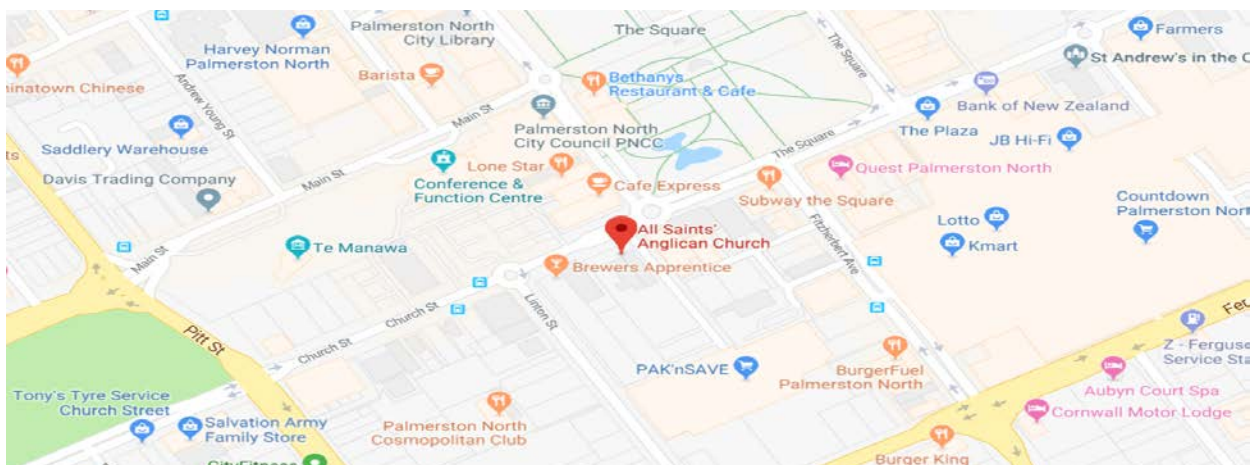 Palmerston North
City Library
The Square
The Square
Farmers
Harvey Norman
Palmerston North
Barista
St Andrew's in the C
Bethanys
Restaurant & Cafe
Chinatown Chinese
Andrew Young St
Main St
Bank of New Zealand
The Plaza
Palmerston North
City Council PNCC
JB Hi-Fi
Saddlery Warehouse
The Square
Lone Star
Quest Palmerston North
Main St
Davis Trading Company
Conference &
Function Centre
Cafe Express
Subway the Square
Countdown
Palmerston Nort
Lotto
All Saints'
Anglican Church
Fitzherbert Ave
Te Manawa
Kmart
Main St
Brewers Apprentice
Church St
Linton St
Pitt St
Fer
Z - Ferguse
Service Sta
Church St
PAK'nSAVE
BurgerFuel
Palmerston North
Aubyn Court Spa
Tony's Tyre Service
Church Street
Cornwall Motor Lodge
Salvation Army
Family Store
Palmerston North
Cosmopolitan Club
Burger King
CityFitness